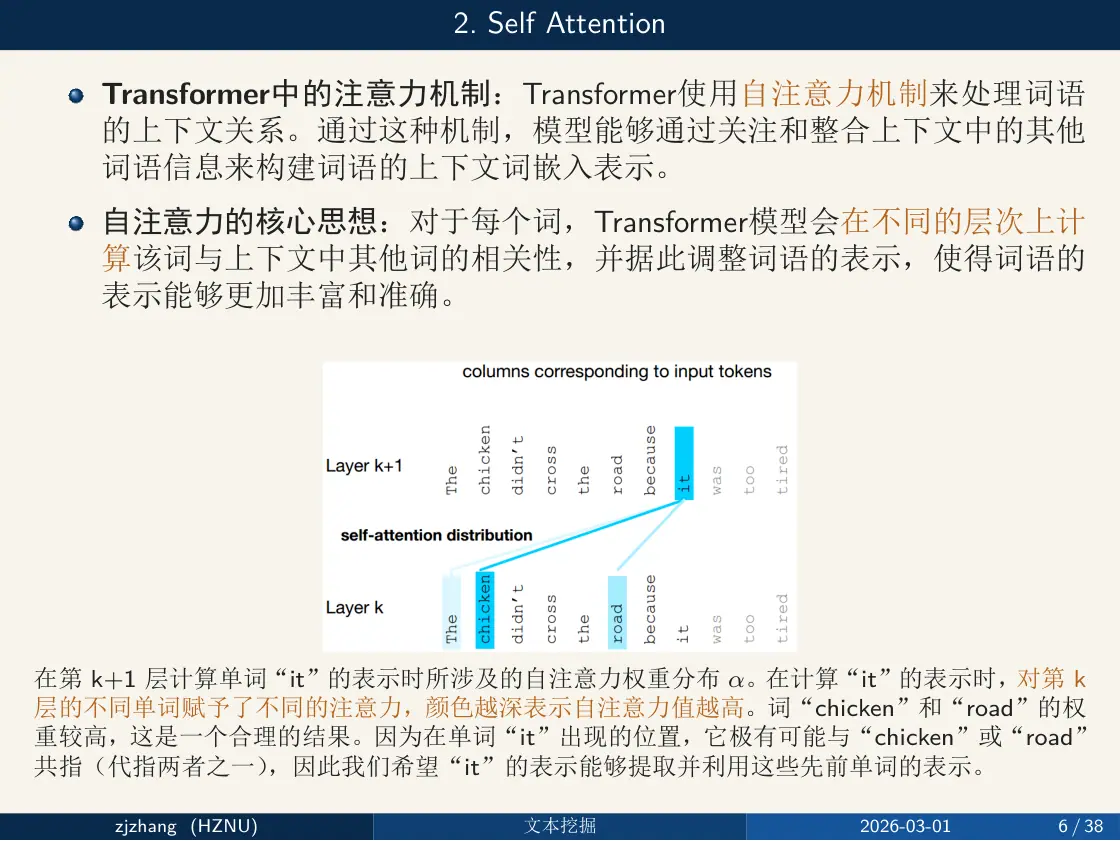 2. Self Attention
Transformer中的注意力机制：Transformer使用自注意力机制来处理词语
的上下文关系。通过这种机制，模型能够通过关注和整合上下文中的其他
词语信息来构建词语的上下文词嵌入表示。
自注意力的核心思想：对于每个词，Transformer模型会在不同的层次上计
算该词与上下文中其他词的相关性，并据此调整词语的表示，使得词语的
表示能够更加丰富和准确。
columns corresponding to input tokens
Layer k+1
The
chicken
didn't
cross
the
road
because
it
was
too
tired
self-attention distribution
Layer k
The
chicken
didn't
cross
the
road
because
it
was
too
tired
在第 k+1 层计算单词“it”的表示时所涉及的自注意力权重分布 α。在计算“it”的表示时，对第 k
层的不同单词赋予了不同的注意力，颜色越深表示自注意力值越高。词“chicken”和“road”的权
重较高，这是一个合理的结果。因为在单词“it”出现的位置，它极有可能与“chicken”或“road”
共指（代指两者之一），因此我们希望“it”的表示能够提取并利用这些先前单词的表示。
zjzhang (HZNU)
文本挖掘
2026-03-01
6 / 38